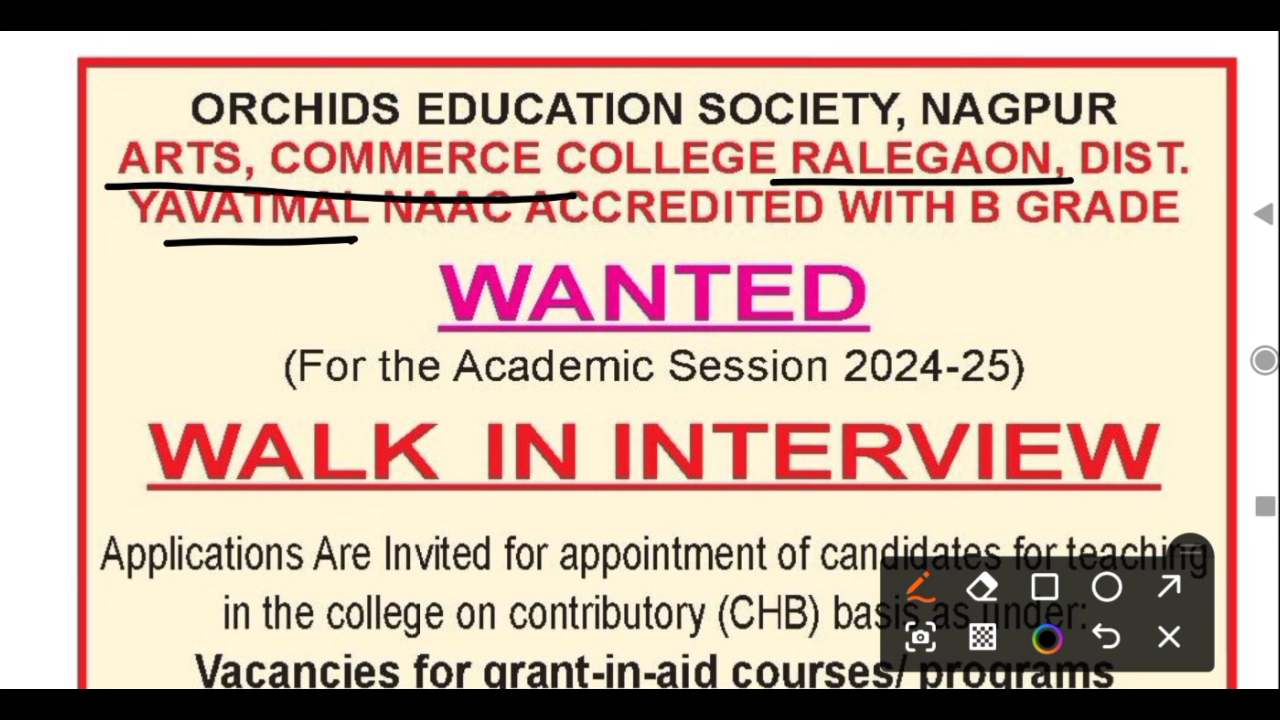 ORCHIDS EDUCATION SOCIETY, NAGPUR
ARTS, COMMERCE COLLEGE RALEGAON, DIST.
YAVATMAL NAAC ACCREDITED WITH B GRADE
WANTED
(For the Academic Session 2024-25)
WALK IN INTERVIEW
Applications Are Invited for appointment of candidates for teaching
in the college on contributory (CHB) basis as under:
Vacancies for grant-in-aid courses/ programs